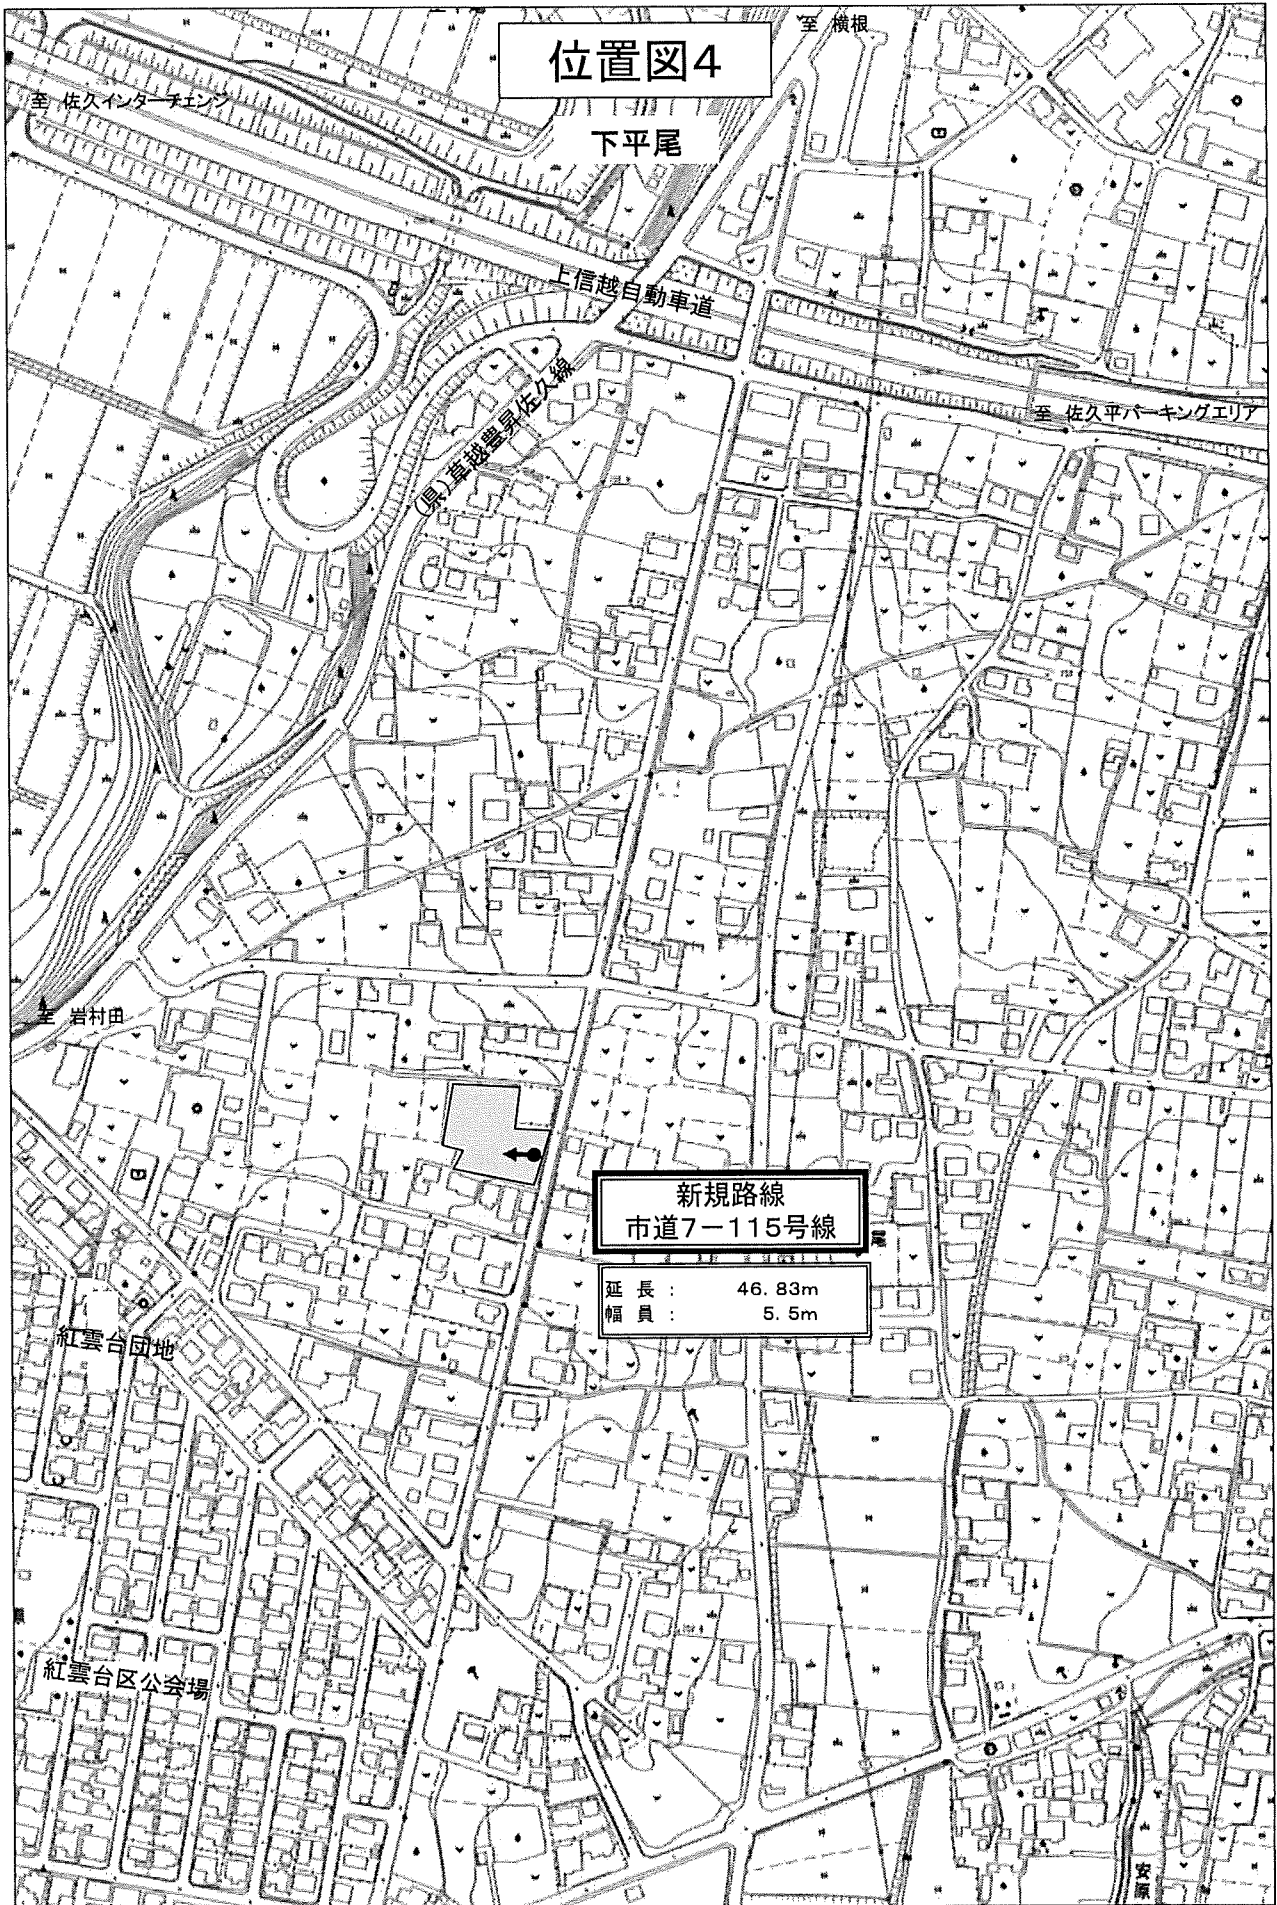 位置図4
至 横根
下平尾
至 佐久インターチェンジ
上信越自動車道
(県)草越豊昇佐久線
至 佐久平パーキングエリア
至 岩村田
新規路線
市道7－115号線
延 長 : 46.83m
幅 員 : 5.5m
紅雲台団地
紅雲台区公会場
安原